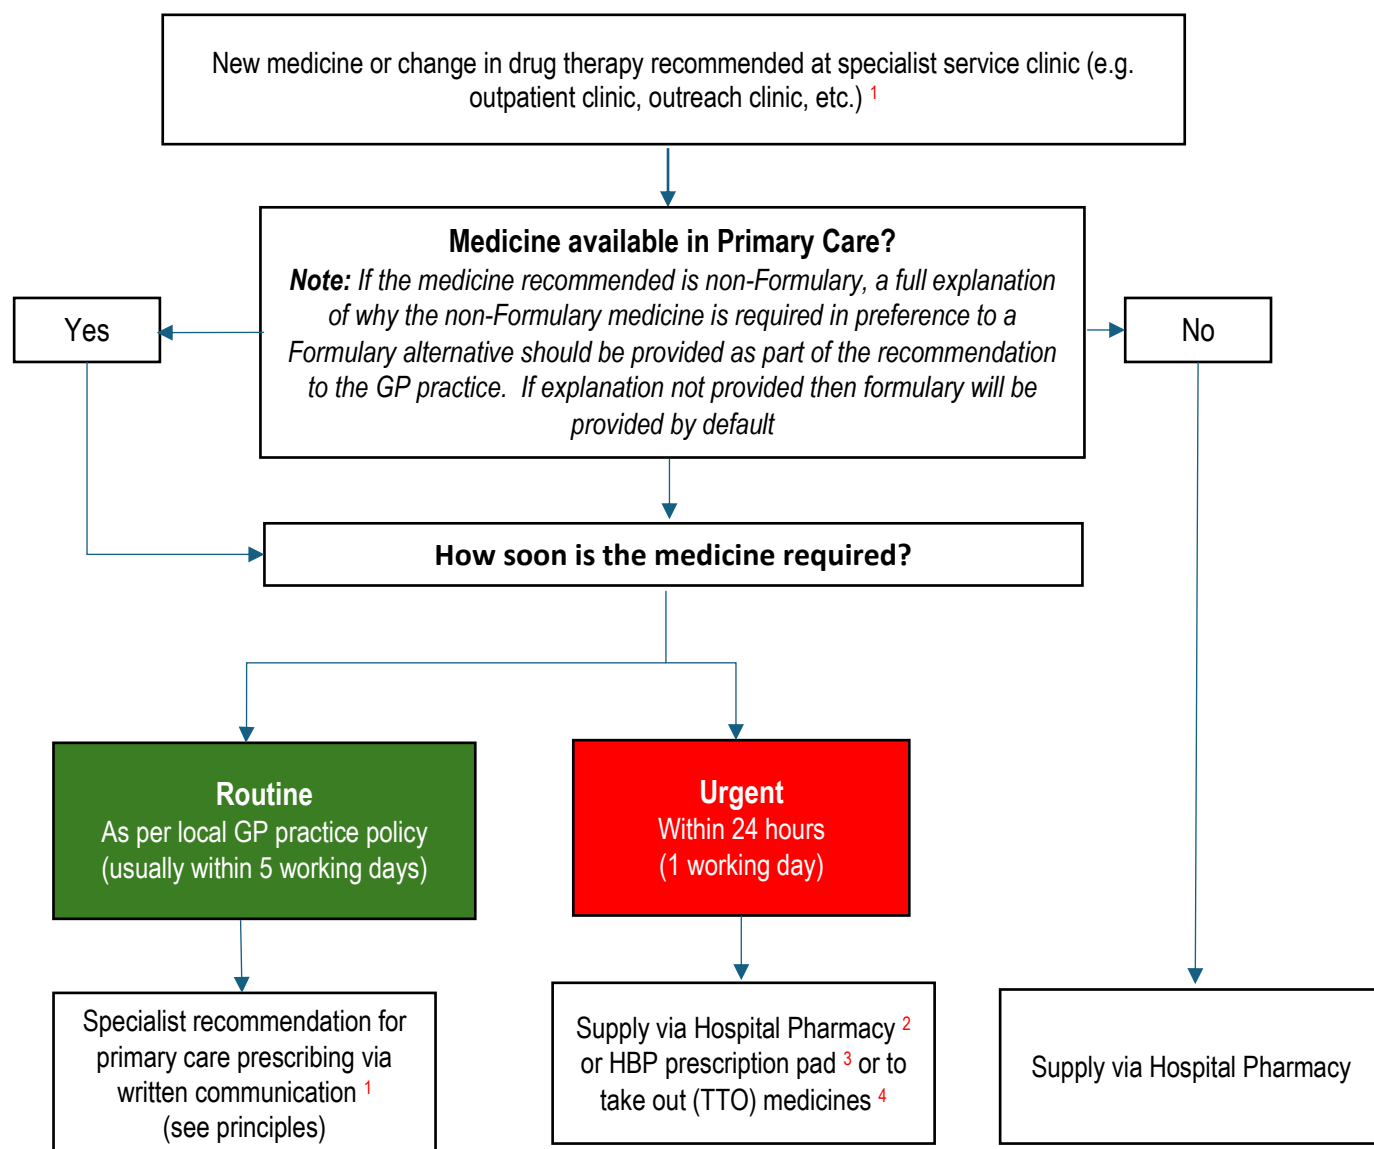 New medicine or change in drug therapy recommended at specialist service clinic (e.g.
outpatient clinic, outreach clinic, etc.) 1
Medicine available in Primary Care?
Note: If the medicine recommended is non-Formulary, a full explanation
of why the non-Formulary medicine is required in preference to a
Formulary alternative should be provided as part of the recommendation
to the GP practice.  If explanation not provided then formulary will be
provided by default
Yes
No
How soon is the medicine required?
Routine
As per local GP practice policy
(usually within 5 working days)
Urgent
Within 24 hours
(1 working day)
Specialist recommendation for
primary care prescribing via
written communication 1
(see principles)
Supply via Hospital Pharmacy 2
or HBP prescription pad 3 or to
take out (TTO) medicines 4
Supply via Hospital Pharmacy